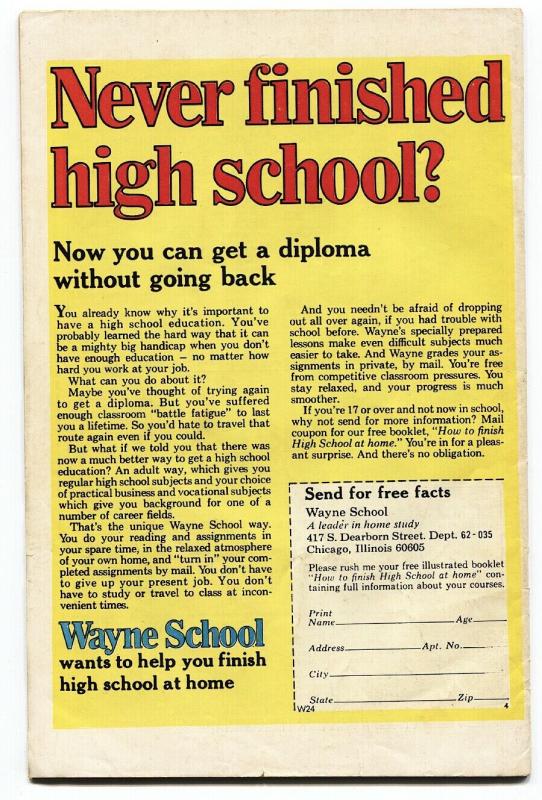 Never finished
high school?
Now you can get a diploma
without going back
You already know why it's important to
have a high school education. You've
probably learned the hard way that it can
be a mighty big handicap when you don't
have enough education — no matter how
hard you work at your job.
What can you do about it?
Maybe you've thought of trying again
to get a diploma. But you've suffered
enough classroom "battle fatigue" to last
you a lifetime. So you'd hate to travel that
route again even if you could.
But what if we told you that there was
now a much better way to get a high school
education? An adult way, which gives you
regular high school subjects and your choice
of practical business and vocational subjects
which give you background for one of a
number of career fields.
That's the unique Wayne School way.
You do your reading and assignments in
your spare time, in the relaxed atmosphere
of your own home, and "turn in" your com-
pleted assignments by mail. You don't have
to give up your present job. You don't
have to study or travel to class at incon-
venient times.
Wayne School
wants to help you finish
high school at home
And you needn't be afraid of dropping
out all over again, if you had trouble with
school before. Wayne's specially prepared
lessons make even difficult subjects much
easier to take. And Wayne grades your as-
signments in private, by mail. You're free
from competitive classroom pressures. You
stay relaxed, and your progress is much
smoother.
If you're 17 or over and not now in school,
why not send for more information? Mail
coupon for our free booklet, "How to finish
High School at home." You're in for a pleas-
ant surprise. And there's no obligation.
Send for free facts
Wayne School
A leader in home study
417 S. Dearborn Street. Dept. 62-035
Chicago, Illinois 60605
Please rush me your free illustrated booklet
"How to finish High School at home" con-
taining full information about your courses.
Print
Name Age
Address Apt. No.
City
State Zip
W24 4